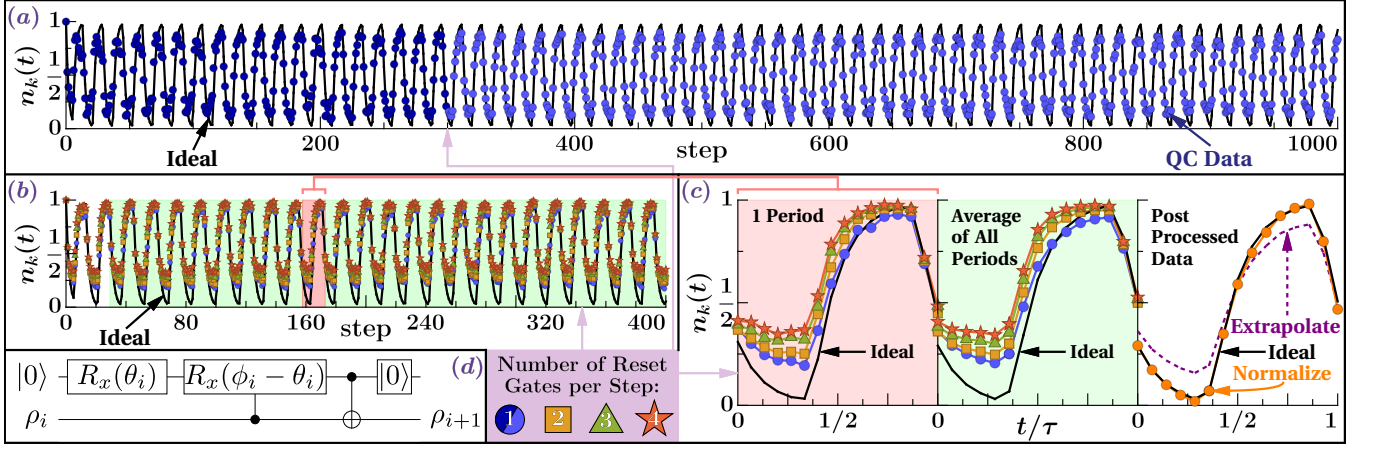 (a)
n_k(t)
1
1/2
0
Ideal
QC Data
0 200 400 600 800 1000
step
(b)
n_k(t)
1
1/2
0
Ideal
0 80 160 240 320 412
step
(c)
n_k(t)
1
1/2
0
1 Period
Ideal
Average
of All
Periods
Ideal
Post
Processed
Data
Extrapolate
Ideal
Normalize
0 1/2 0 t/τ 0 1/2 1
(d)
|0⟩ R_x(θ_i) R_x(ϕ_i − θ_i) |0⟩
ρ_i ρ_{i+1}
Number of Reset
Gates per Step:
1 2 3 4